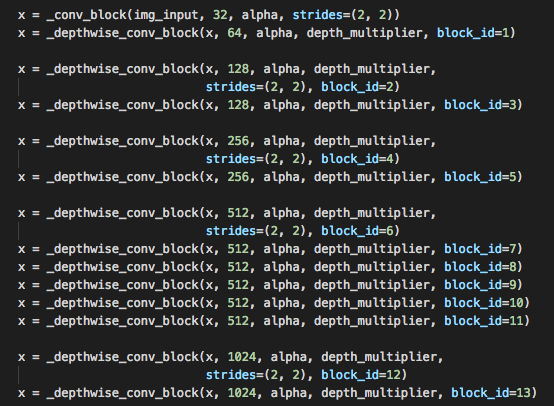 x = _conv_block(img_input, 32, alpha, strides=(2, 2))
x = _depthwise_conv_block(x, 64, alpha, depth_multiplier, block_id=1)

x = _depthwise_conv_block(x, 128, alpha, depth_multiplier,
                          strides=(2, 2), block_id=2)
x = _depthwise_conv_block(x, 128, alpha, depth_multiplier, block_id=3)

x = _depthwise_conv_block(x, 256, alpha, depth_multiplier,
                          strides=(2, 2), block_id=4)
x = _depthwise_conv_block(x, 256, alpha, depth_multiplier, block_id=5)

x = _depthwise_conv_block(x, 512, alpha, depth_multiplier,
                          strides=(2, 2), block_id=6)
x = _depthwise_conv_block(x, 512, alpha, depth_multiplier, block_id=7)
x = _depthwise_conv_block(x, 512, alpha, depth_multiplier, block_id=8)
x = _depthwise_conv_block(x, 512, alpha, depth_multiplier, block_id=9)
x = _depthwise_conv_block(x, 512, alpha, depth_multiplier, block_id=10)
x = _depthwise_conv_block(x, 512, alpha, depth_multiplier, block_id=11)

x = _depthwise_conv_block(x, 1024, alpha, depth_multiplier,
                          strides=(2, 2), block_id=12)
x = _depthwise_conv_block(x, 1024, alpha, depth_multiplier, block_id=13)